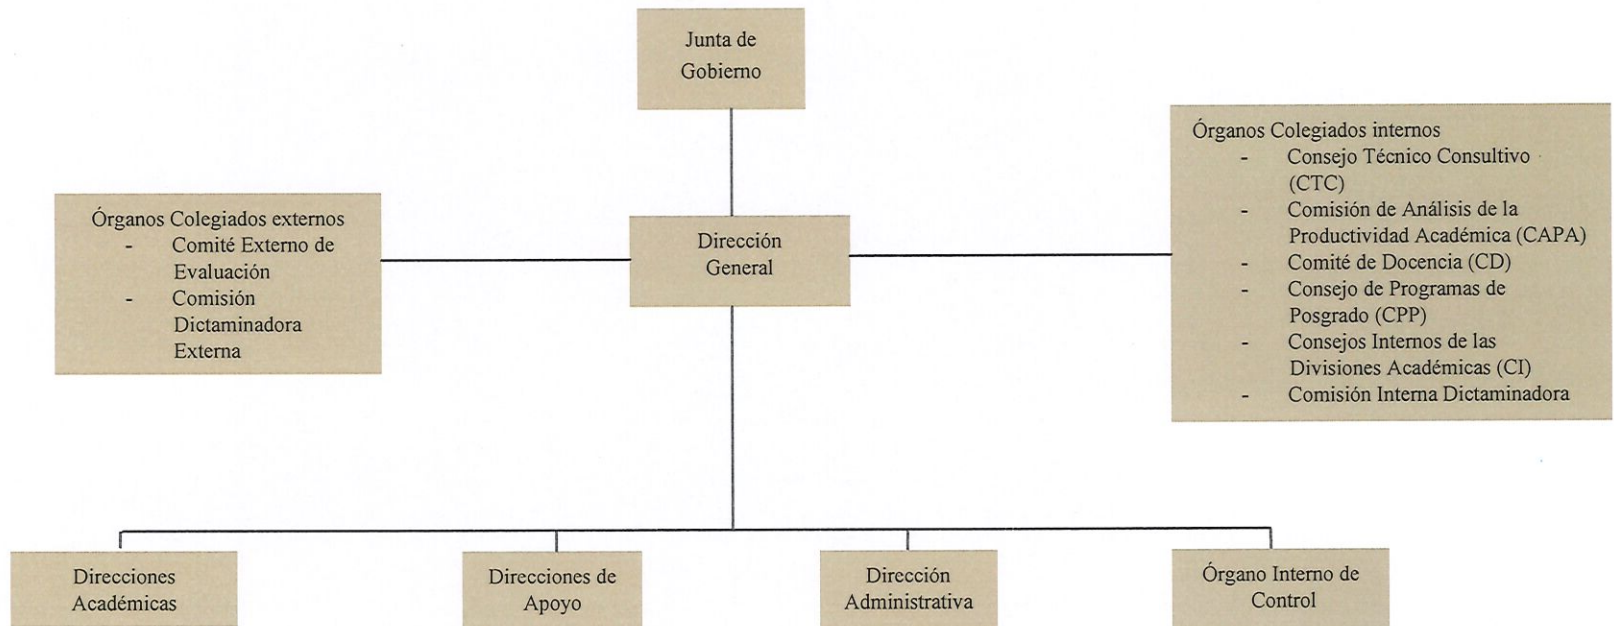 Junta de
Gobierno
Órganos Colegiados internos
- Consejo Técnico Consultivo
(CTC)
- Comisión de Análisis de la
Productividad Académica (CAPA)
- Comité de Docencia (CD)
- Consejo de Programas de
Posgrado (CPP)
- Consejos Internos de las
Divisiones Académicas (CI)
- Comisión Interna Dictaminadora
Órganos Colegiados externos
- Comité Externo de
Evaluación
- Comisión
Dictaminadora
Externa
Dirección
General
Direcciones
Académicas
Direcciones de
Apoyo
Dirección
Administrativa
Órgano Interno de
Control